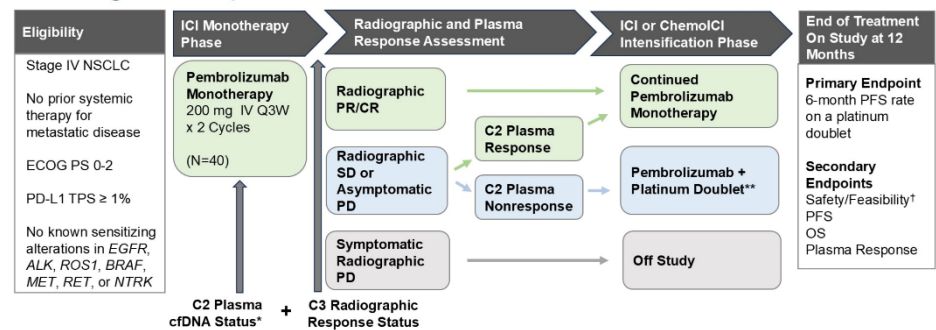 Eligibility
Stage IV NSCLC
No prior systemic
therapy for
metastatic disease
ECOG PS 0-2
PD-L1 TPS ≥ 1%
No known sensitizing
alterations in EGFR,
ALK, ROS1, BRAF,
MET, RET, or NTRK
ICI Monotherapy
Phase
Pembrolizumab
Monotherapy
200 mg IV Q3W
x 2 Cycles
(N=40)
C2 Plasma
cfDNA Status*
+
C3 Radiographic
Response Status
Radiographic and Plasma
Response Assessment
Radiographic
PR/CR
Radiographic
SD or
Asymptomatic
PD
C2 Plasma
Response
C2 Plasma
Nonresponse
Symptomatic
Radiographic
PD
ICI or ChemoICI
Intensification Phase
Continued
Pembrolizumab
Monotherapy
Pembrolizumab +
Platinum Doublet**
Off Study
End of Treatment
On Study at 12
Months
Primary Endpoint
6-month PFS rate
on a platinum
doublet
Secondary
Endpoints
Safety/Feasibility†
PFS
OS
Plasma Response